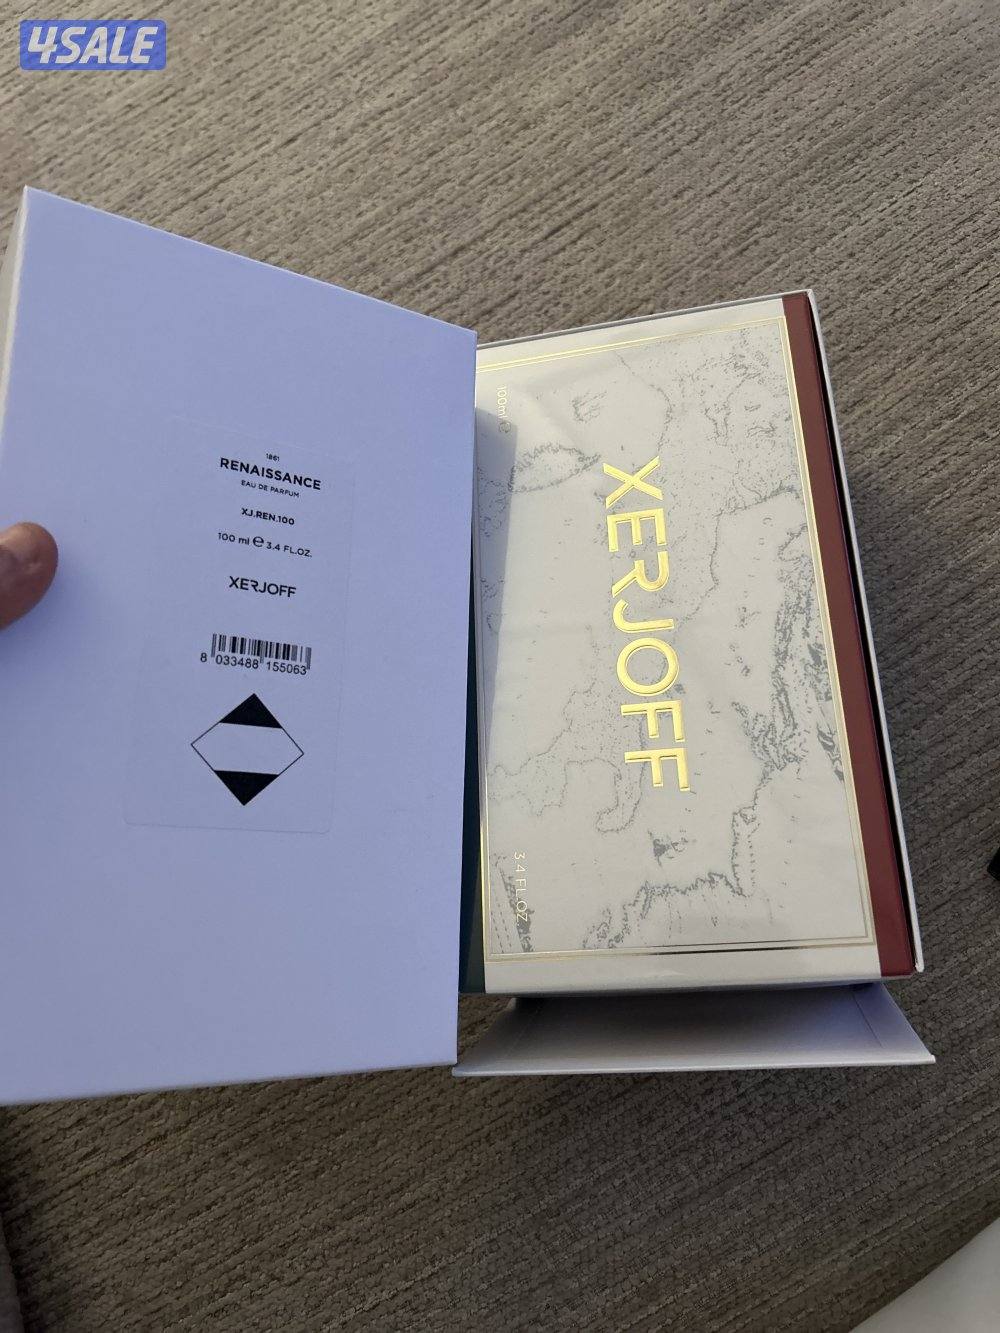 4SALE
1861
RENAISSANCE
EAU DE PARFUM
XJ.REN.100
100 ml ℮ 3.4 FL.OZ.
XERJOFF
8 033488 155063
100ml ℮
XERJOFF
3.4 FL.OZ